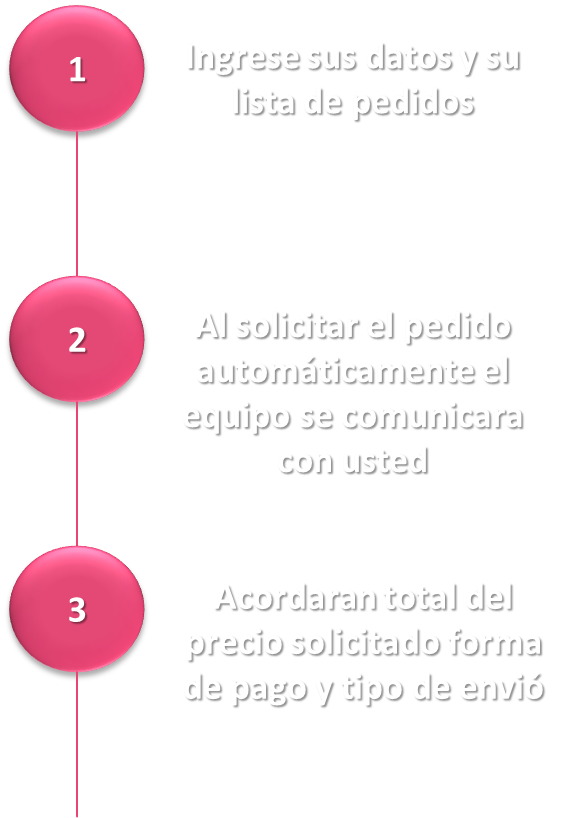 1
Ingrese sus datos y su
lista de pedidos
2
Al solicitar el pedido
automáticamente el
equipo se comunicara
con usted
3
Acordaran total del
precio solicitado forma
de pago y tipo de envió